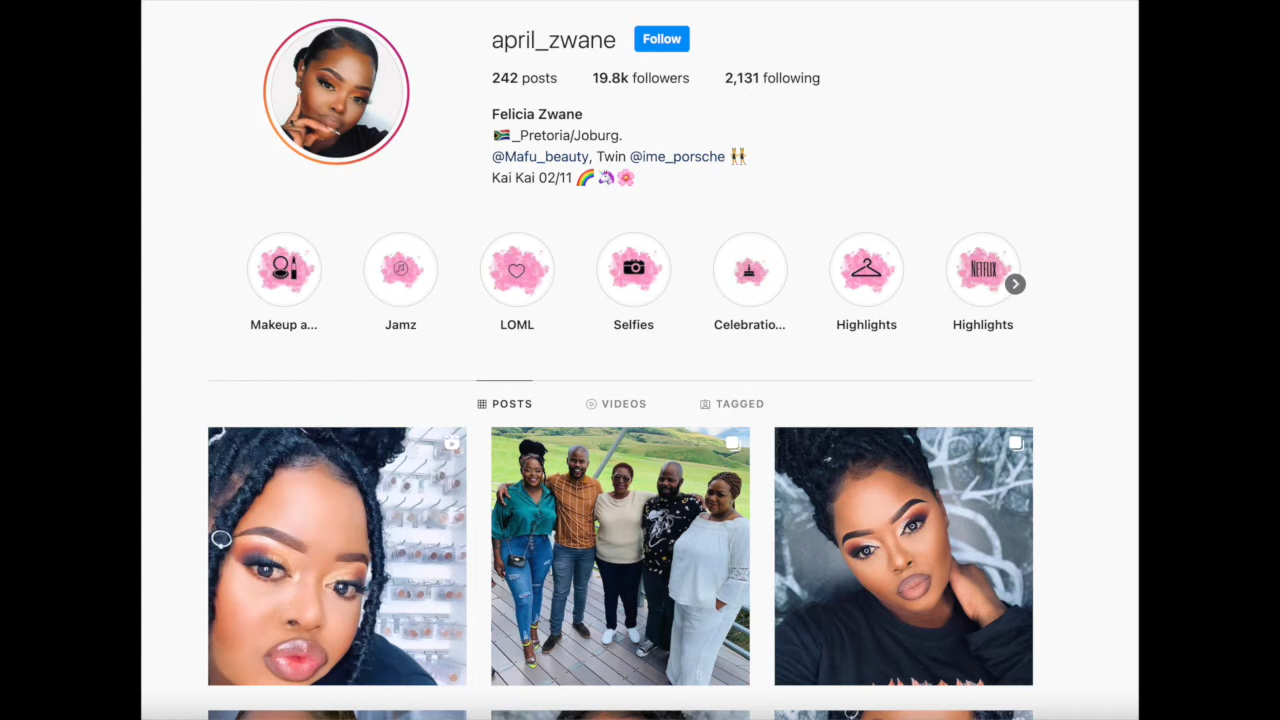 april_zwane Follow
242 posts 19.8k followers 2,131 following
Felicia Zwane
🇿🇦_Pretoria/Joburg.
@Mafu_beauty, Twin @ime_porsche 👯
Kai Kai 02/11 🌈🦄🌸
NETFLIX
Makeup a... Jamz LOML Selfies Celebratio... Highlights Highlights
POSTS VIDEOS TAGGED